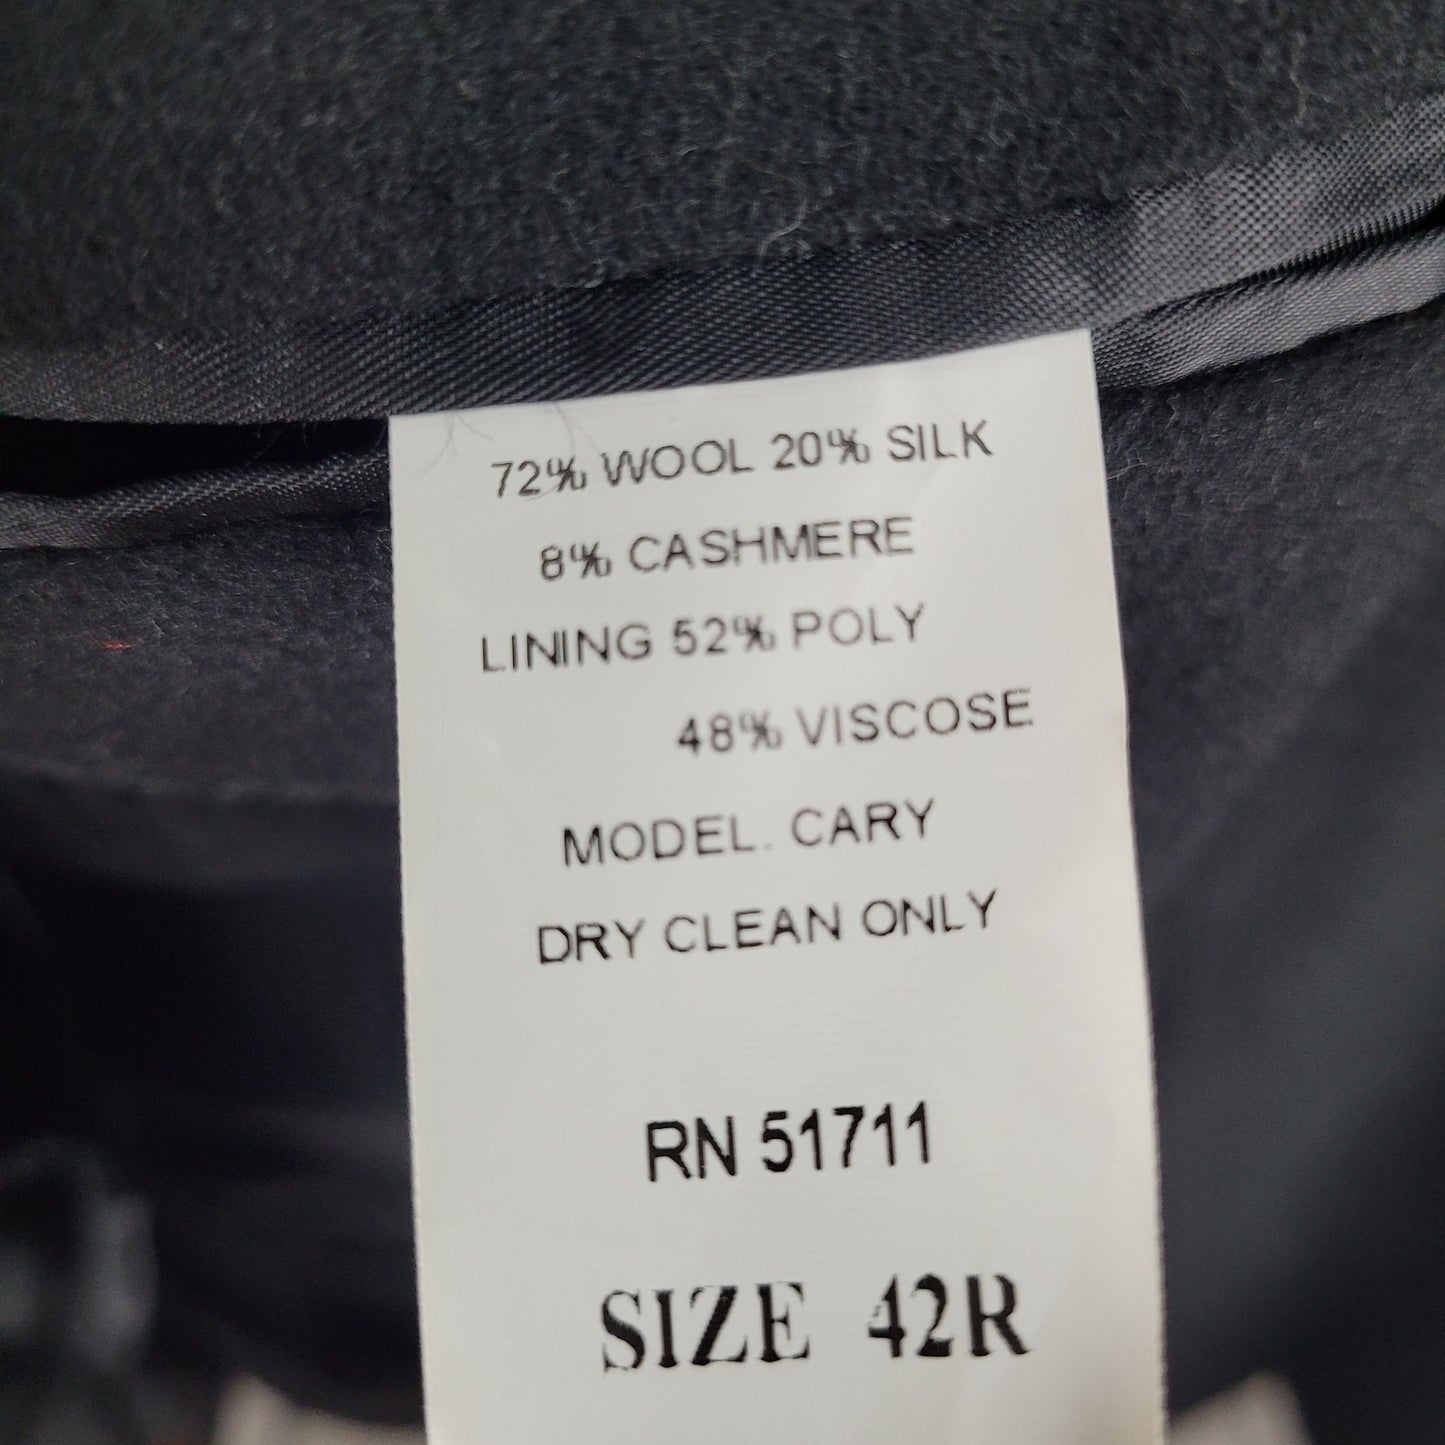 72% WOOL 20% SILK
8% CASHMERE
LINING 52% POLY
48% VISCOSE
MODEL. CARY
DRY CLEAN ONLY
RN 51711
SIZE 42R